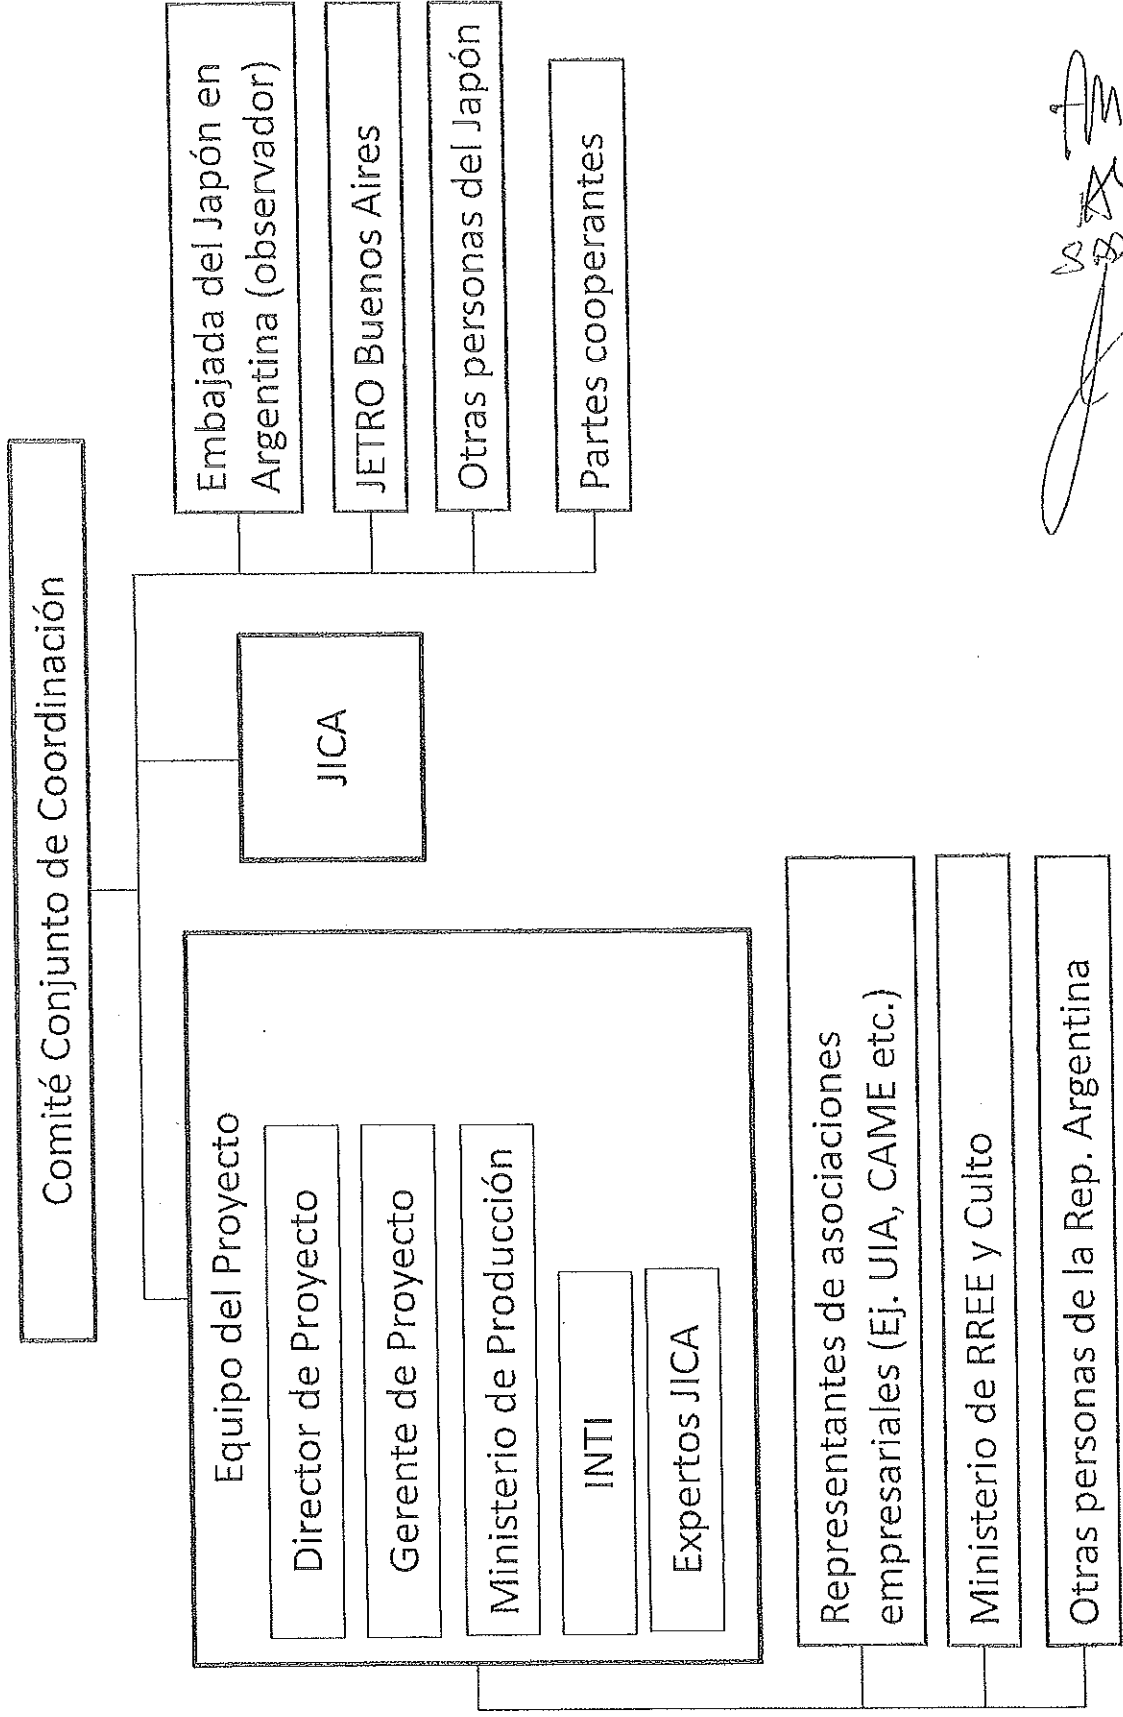 Comité Conjunto de Coordinación
Equipo del Proyecto
Director de Proyecto
Gerente de Proyecto
Ministerio de Producción
INTI
Expertos JICA
JICA
Embajada del Japón en
Argentina (observador)
JETRO Buenos Aires
Otras personas del Japón
Partes cooperantes
Representantes de asociaciones
empresariales (Ej. UIA, CAME etc.)
Ministerio de RREE y Culto
Otras personas de la Rep. Argentina